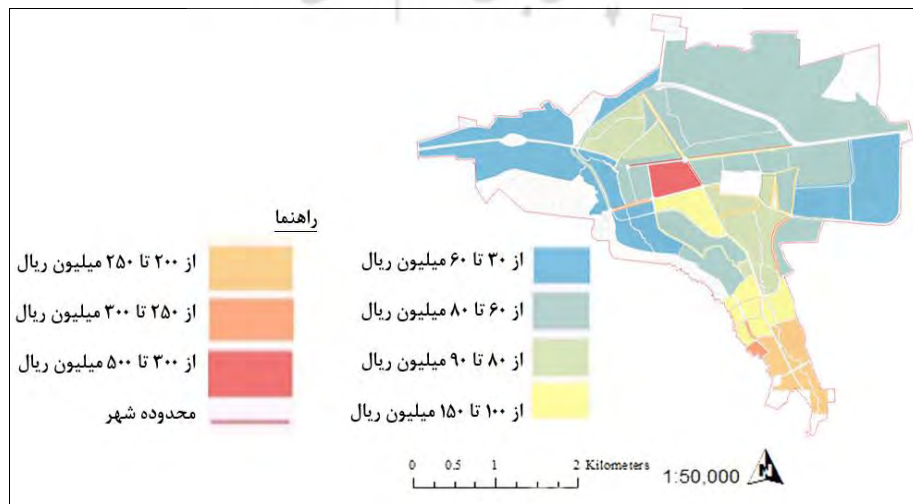 راهنما
از ۳۰ تا ۶۰ میلیون ریال
از ۶۰ تا ۸۰ میلیون ریال
از ۸۰ تا ۹۰ میلیون ریال
از ۱۰۰ تا ۱۵۰ میلیون ریال
از ۲۰۰ تا ۲۵۰ میلیون ریال
از ۲۵۰ تا ۳۰۰ میلیون ریال
از ۳۰۰ تا ۵۰۰ میلیون ریال
محدوده شهر
0 0.5 1 2 Kilometers
1:50,000
N